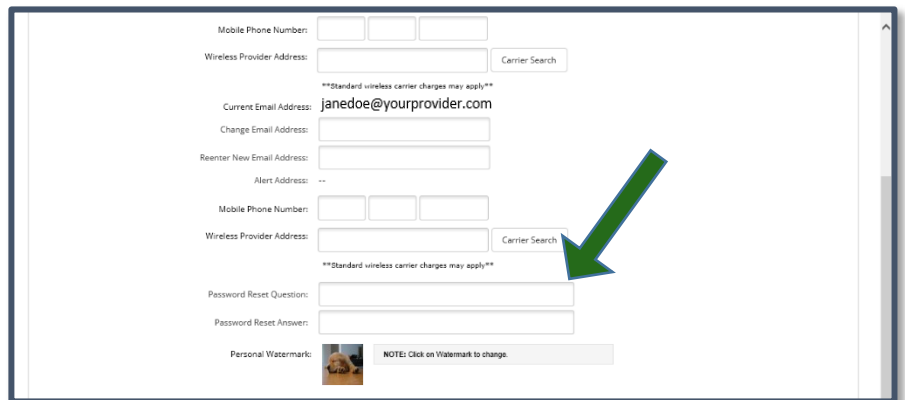 Mobile Phone Number:
Wireless Provider Address: Carrier Search
**Standard wireless carrier charges may apply**
Current Email Address: janedoe@yourprovider.com
Change Email Address:
Reenter New Email Address:
Alert Address: --
Mobile Phone Number:
Wireless Provider Address: Carrier Search
**Standard wireless carrier charges may apply**
Password Reset Question:
Password Reset Answer:
Personal Watermark: NOTE: Click on Watermark to change.